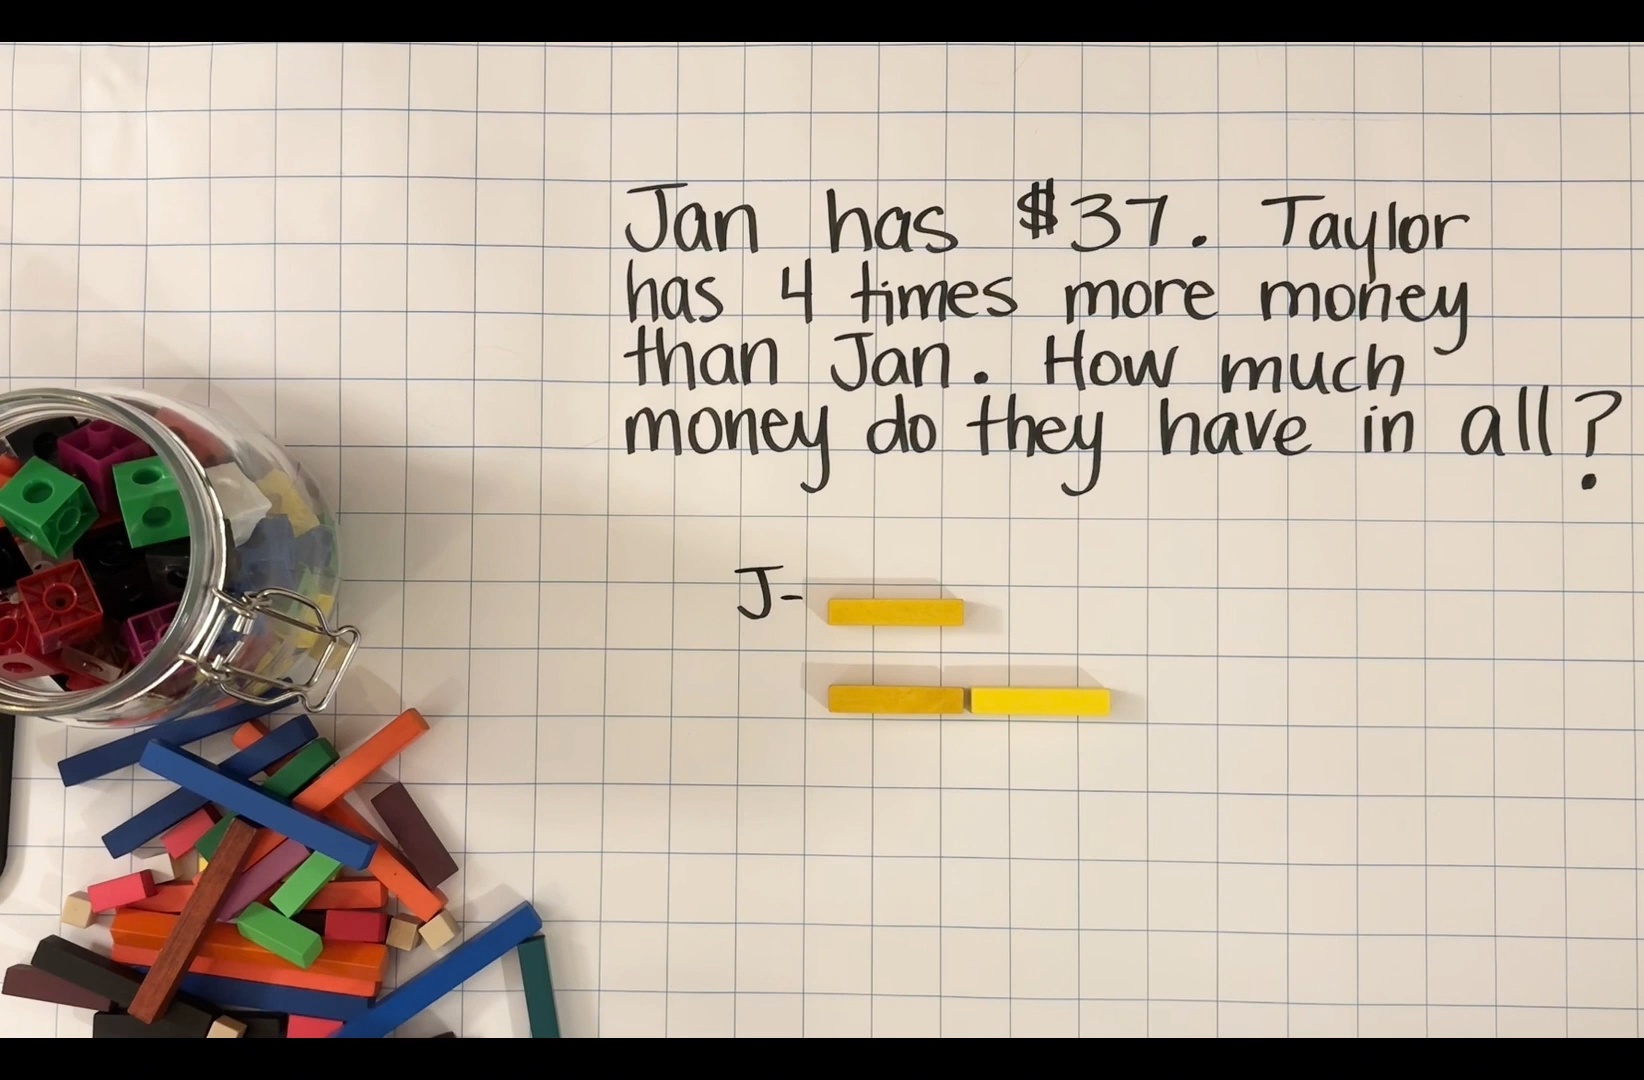 Jan has $37. Taylor
has 4 times more money
than Jan. How much
money do they have in all?
J-